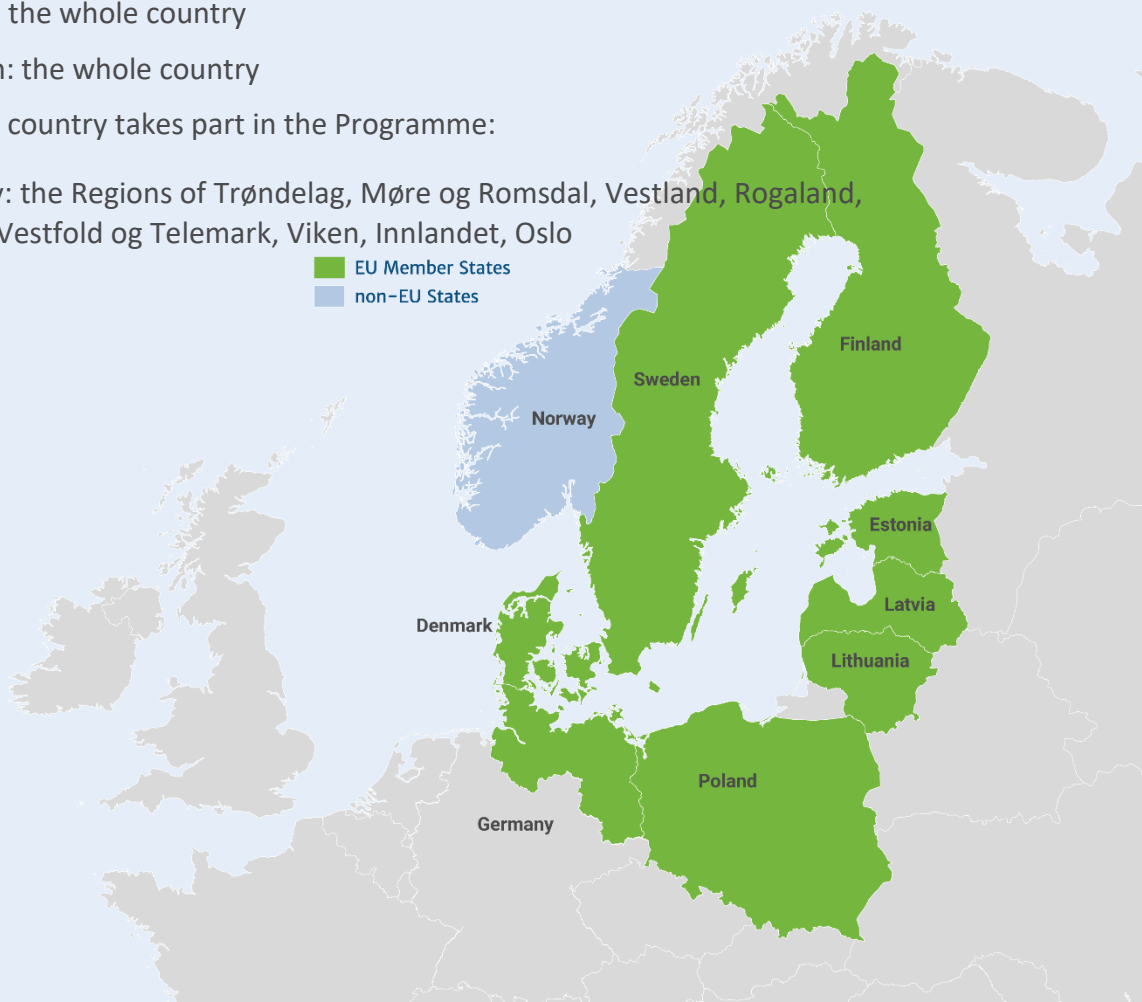 the whole country
n: the whole country
country takes part in the Programme:
y: the Regions of Trøndelag, Møre og Romsdal, Vestland, Rogaland,
Vestfold og Telemark, Viken, Innlandet, Oslo
EU Member States
non-EU States
Finland
Sweden
Norway
Estonia
Latvia
Denmark
Lithuania
Poland
Germany